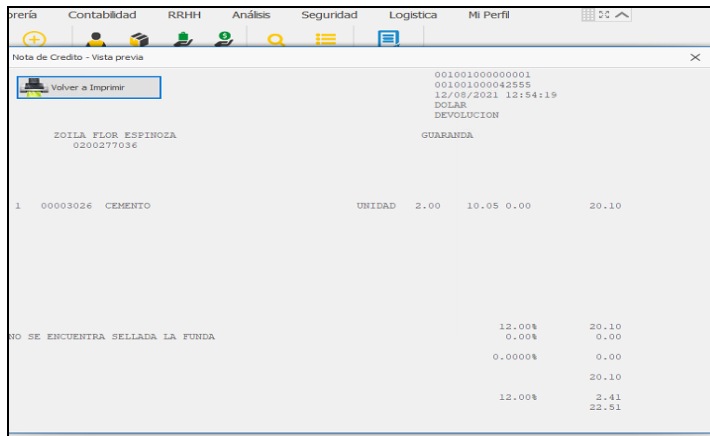 orería Contabilidad RRHH Análisis Seguridad Logistica Mi Perfil
Nota de Credito - Vista previa
Volver a Imprimir
001001000000001
001001000042555
12/08/2021 12:54:19
DOLAR
DEVOLUCION
ZOILA FLOR ESPINOZA GUARANDA
0200277036
1 00003026 CEMENTO UNIDAD 2.00 10.05 0.00 20.10
12.00% 20.10
NO SE ENCUENTRA SELLADA LA FUNDA 0.00% 0.00
0.0000% 0.00
20.10
12.00% 2.41
22.51